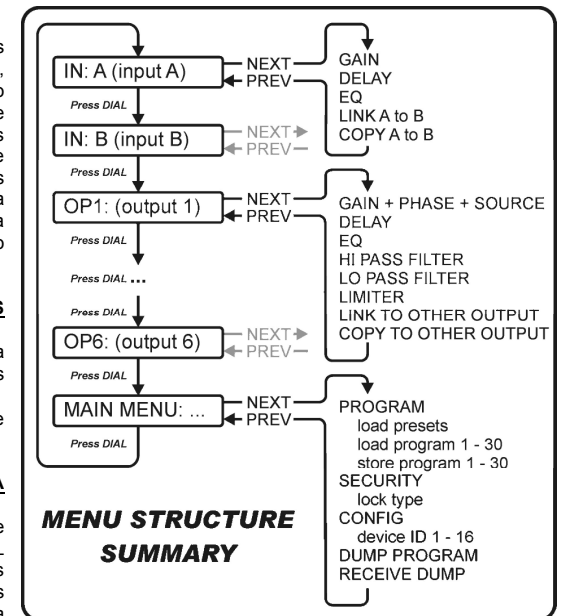 IN: A (input A)
NEXT
PREV
GAIN
DELAY
EQ
LINK A to B
COPY A to B
Press DIAL
IN: B (input B)
NEXT
PREV
Press DIAL
OP1: (output 1)
NEXT
PREV
GAIN + PHASE + SOURCE
DELAY
EQ
HI PASS FILTER
LO PASS FILTER
LIMITER
LINK TO OTHER OUTPUT
COPY TO OTHER OUTPUT
Press DIAL
Press DIAL ...
Press DIAL
OP6: (output 6)
NEXT
PREV
Press DIAL
MAIN MENU: ...
NEXT
PREV
PROGRAM
load presets
load program 1 - 30
store program 1 - 30
SECURITY
lock type
CONFIG
device ID 1 - 16
DUMP PROGRAM
RECEIVE DUMP
Press DIAL
MENU STRUCTURE
SUMMARY